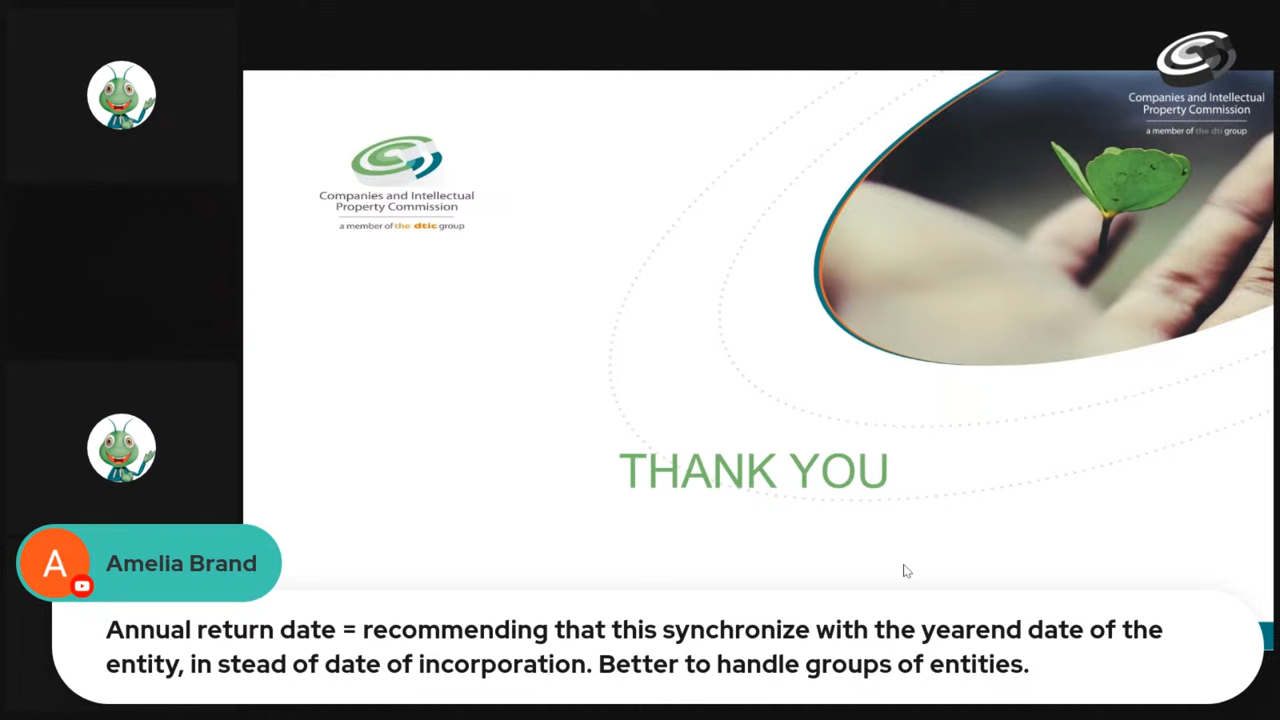 Companies and Intellectual
Property Commission
a member of the dti group
Companies and Intellectual
Property Commission
a member of the dtic group
THANK YOU
A
Amelia Brand
Annual return date = recommending that this synchronize with the yearend date of the
entity, in stead of date of incorporation. Better to handle groups of entities.